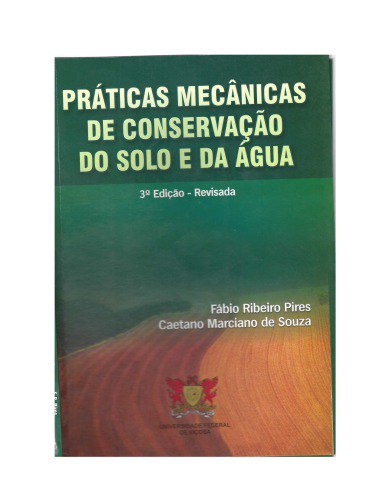 PRÁTICAS MECÂNICAS
DE CONSERVAÇÃO
DO SOLO E DA ÁGUA
3ª Edição - Revisada
Fábio Ribeiro Pires
Caetano Marciano de Souza
UNIVERSIDADE FEDERAL
DE VIÇOSA